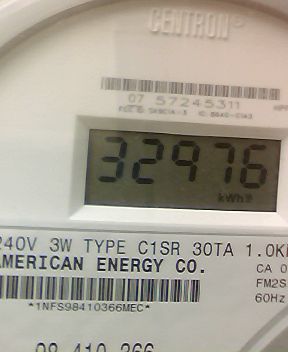 CENTRON®
07 57245311
32976
kWh
240V 3W TYPE C1SR 30TA 1.0K
AMERICAN ENERGY CO.
CA 0
FM2S
60Hz
*1NFS98410366MEC*
98 410 366